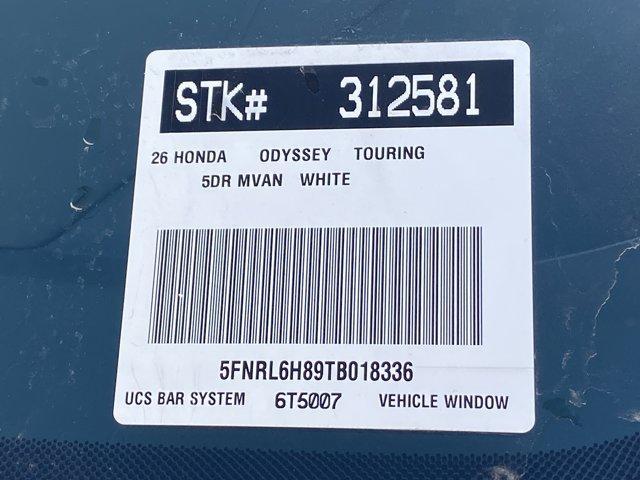 STK# 312581
26 HONDA ODYSSEY TOURING
5DR MVAN WHITE
5FNRL6H89TB018336
UCS BAR SYSTEM 6T5007 VEHICLE WINDOW